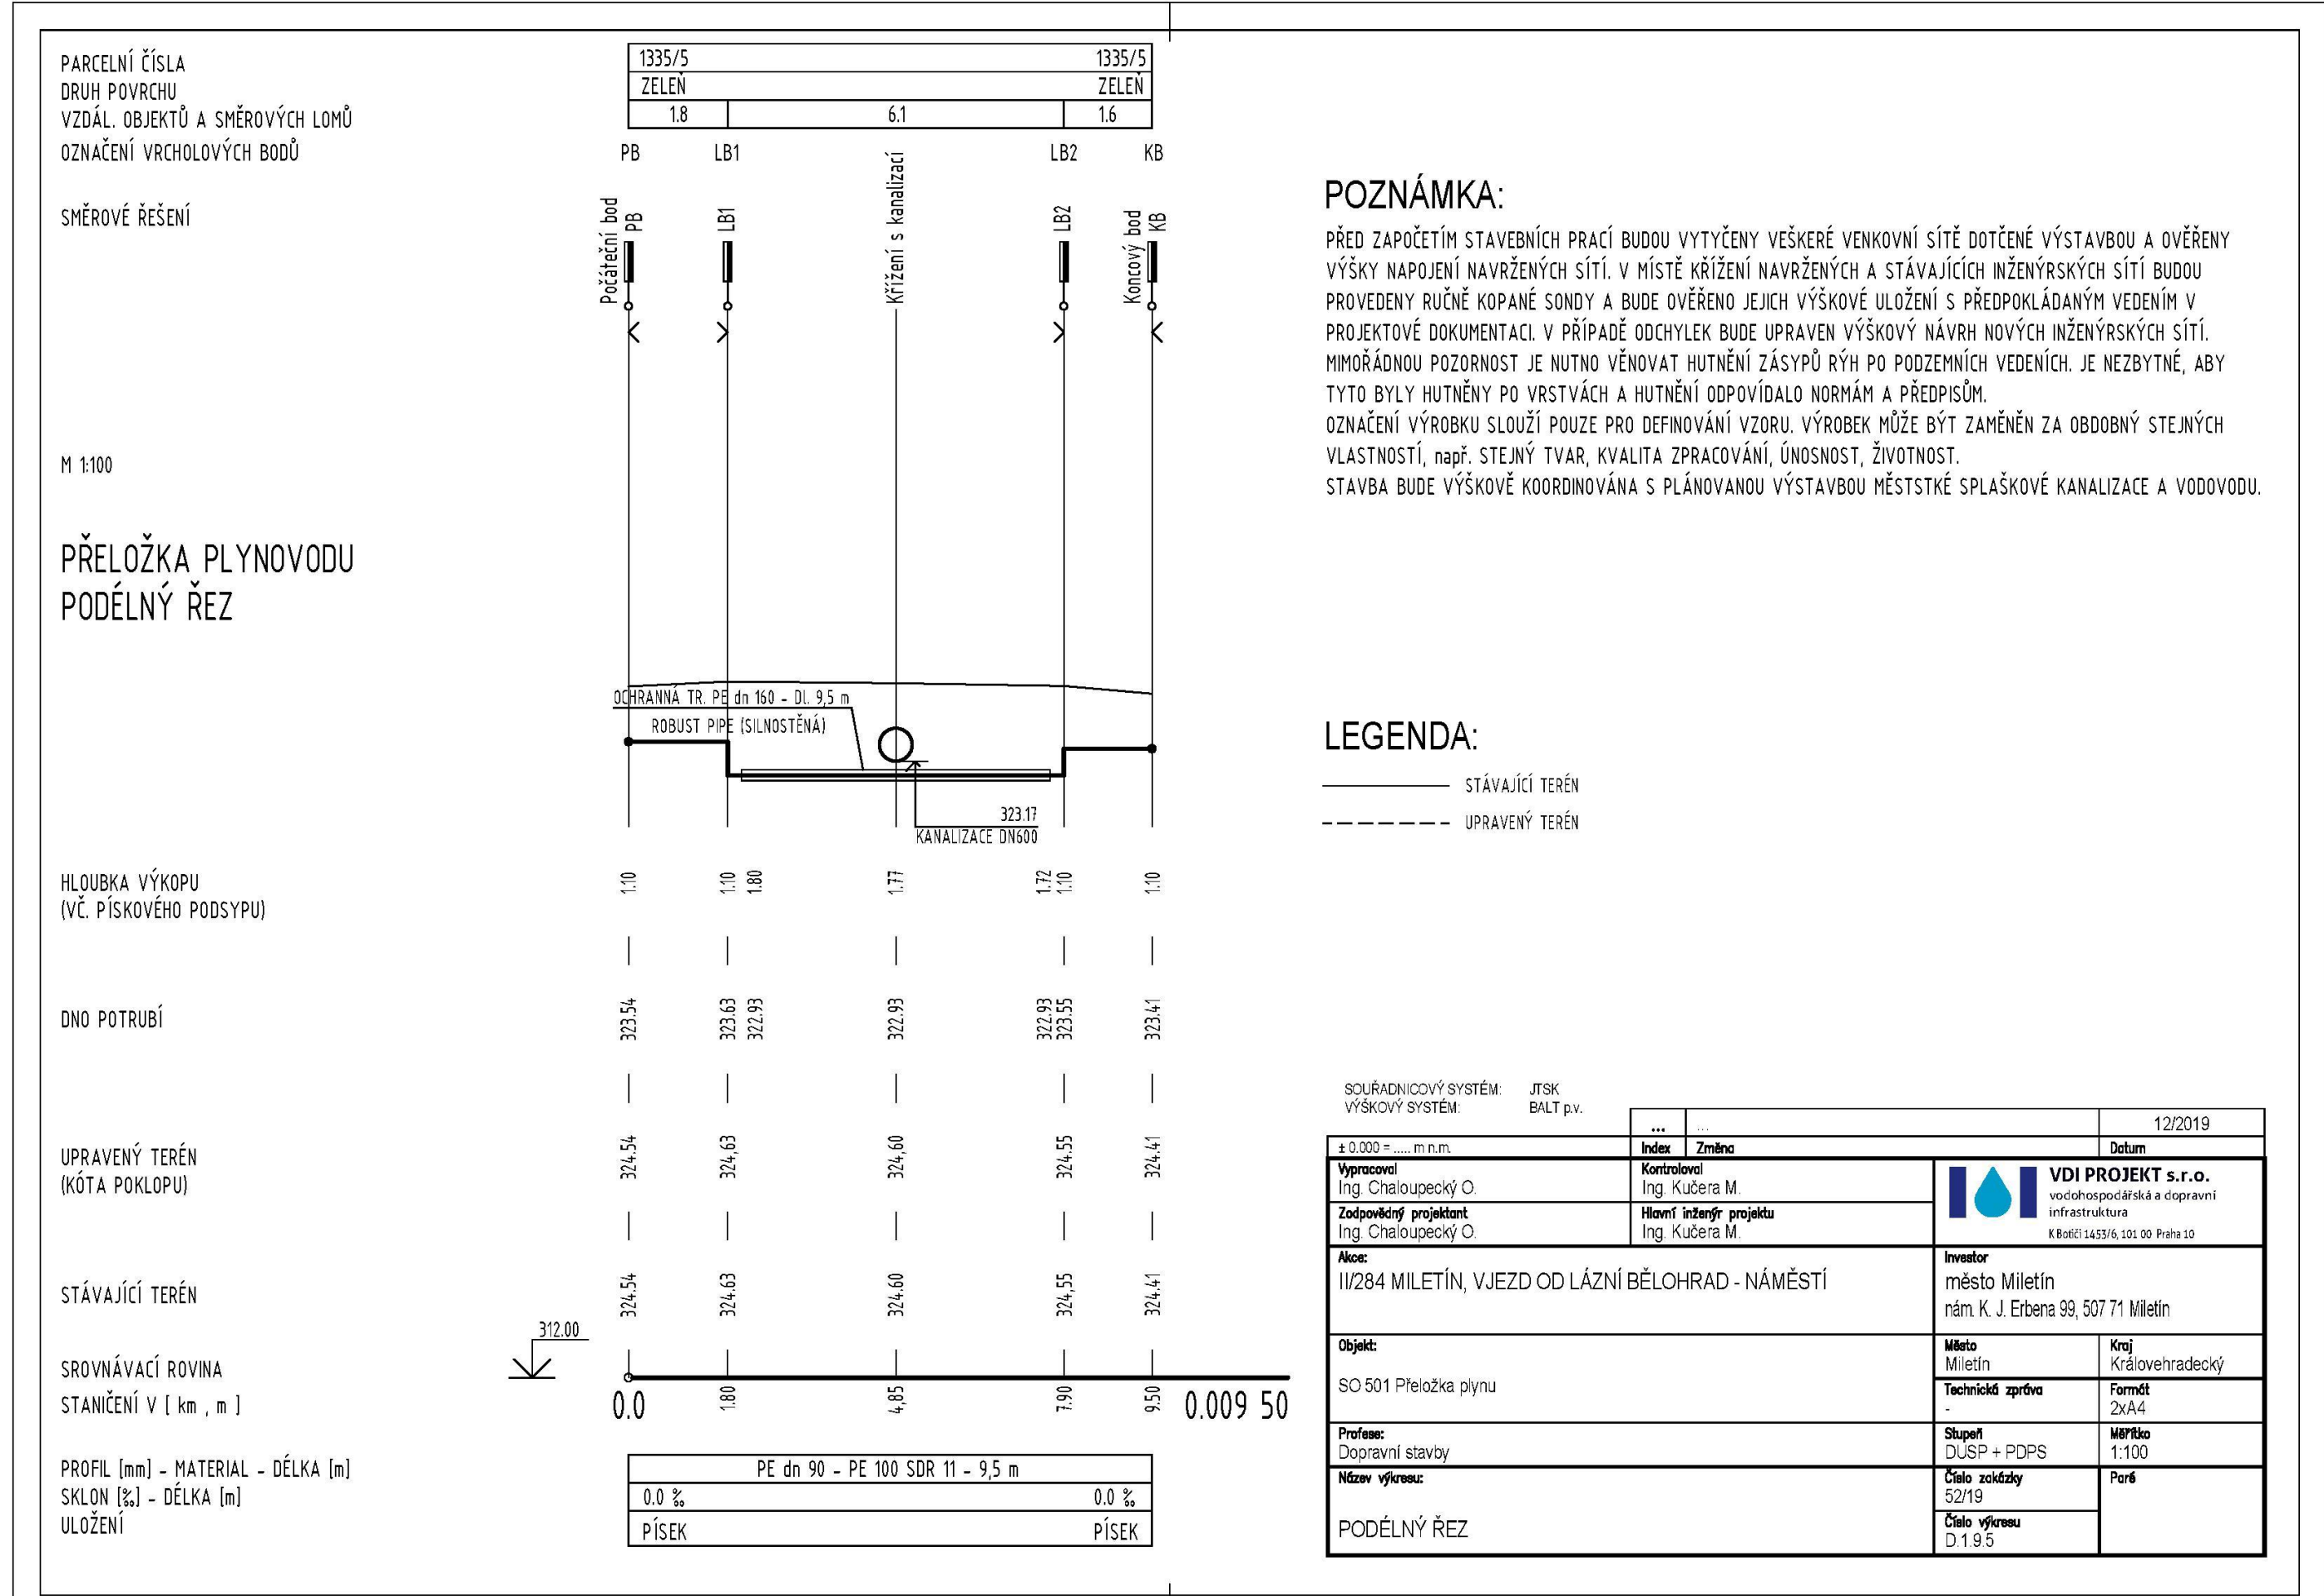 PARCELNÍ ČÍSLA
DRUH POVRCHU
VZDÁL. OBJEKTŮ A SMĚROVÝCH LOMŮ
OZNAČENÍ VRCHOLOVÝCH BODŮ
SMĚROVÉ ŘEŠENÍ
M 1:100
PŘELOŽKA PLYNOVODU
PODÉLNÝ ŘEZ
1335/5 1335/5
ZELEŇ ZELEŇ
1.8 6.1 1.6
PB LB1 LB2 KB
Počáteční bod
PB
LB1
Křížení s kanalizací
LB2
Koncový bod
KB
OCHRANNÁ TR. PE dn 160 - Dl. 9,5 m
ROBUST PIPE (SILNOSTĚNÁ)
323.17
KANALIZACE DN600
HLOUBKA VÝKOPU
(VČ. PÍSKOVÉHO PODSYPU)
1.10 1.10 1.80 1.77 1.72 1.10 1.10
DNO POTRUBÍ
323.54 323.63 322.93 322.93 322.93 323.55 323.41
UPRAVENÝ TERÉN
(KÓTA POKLOPU)
324.54 324,63 324,60 324.55 324.41
STÁVAJÍCÍ TERÉN
324.54 324.63 324.60 324,55 324.41
312.00
SROVNÁVACÍ ROVINA
STANIČENÍ V [ km , m ]
0.0 1.80 4,85 7.90 9.50 0.009 50
PROFIL [mm] - MATERIAL - DÉLKA [m]
SKLON [‰] - DÉLKA [m]
ULOŽENÍ
PE dn 90 - PE 100 SDR 11 - 9,5 m
0.0 ‰ 0.0 ‰
PÍSEK PÍSEK
POZNÁMKA:
PŘED ZAPOČETÍM STAVEBNÍCH PRACÍ BUDOU VYTYČENY VEŠKERÉ VENKOVNÍ SÍTĚ DOTČENÉ VÝSTAVBOU A OVĚŘENY
VÝŠKY NAPOJENÍ NAVRŽENÝCH SÍTÍ. V MÍSTĚ KŘÍŽENÍ NAVRŽENÝCH A STÁVAJÍCÍCH INŽENÝRSKÝCH SÍTÍ BUDOU
PROVEDENY RUČNĚ KOPANÉ SONDY A BUDE OVĚŘENO JEJICH VÝŠKOVÉ ULOŽENÍ S PŘEDPOKLÁDANÝM VEDENÍM V
PROJEKTOVÉ DOKUMENTACI. V PŘÍPADĚ ODCHYLEK BUDE UPRAVEN VÝŠKOVÝ NÁVRH NOVÝCH INŽENÝRSKÝCH SÍTÍ.
MIMOŘÁDNOU POZORNOST JE NUTNO VĚNOVAT HUTNĚNÍ ZÁSYPŮ RÝH PO PODZEMNÍCH VEDENÍCH. JE NEZBYTNÉ, ABY
TYTO BYLY HUTNĚNY PO VRSTVÁCH A HUTNĚNÍ ODPOVÍDALO NORMÁM A PŘEDPISŮM.
OZNAČENÍ VÝROBKU SLOUŽÍ POUZE PRO DEFINOVÁNÍ VZORU. VÝROBEK MŮŽE BÝT ZAMĚNĚN ZA OBDOBNÝ STEJNÝCH
VLASTNOSTÍ, např. STEJNÝ TVAR, KVALITA ZPRACOVÁNÍ, ÚNOSNOST, ŽIVOTNOST.
STAVBA BUDE VÝŠKOVĚ KOORDINOVÁNA S PLÁNOVANOU VÝSTAVBOU MĚSTSTKÉ SPLAŠKOVÉ KANALIZACE A VODOVODU.
LEGENDA:
STÁVAJÍCÍ TERÉN
UPRAVENÝ TERÉN
SOUŘADNICOVÝ SYSTÉM: JTSK
VÝŠKOVÝ SYSTÉM: BALT p.v.
... ... 12/2019
± 0.000 = ..... m n.m. Index Změna Datum
Vypracoval Kontroloval
Ing. Chaloupecký O. Ing. Kučera M.
Zodpovědný projektant Hlavní inženýr projektu
Ing. Chaloupecký O. Ing. Kučera M.
VDI PROJEKT s.r.o.
vodohospodářská a dopravní
infrastruktura
K Botiči 1453/6, 101 00 Praha 10
Akce:
II/284 MILETÍN, VJEZD OD LÁZNÍ BĚLOHRAD - NÁMĚSTÍ
Investor
město Miletín
nám. K. J. Erbena 99, 507 71 Miletín
Objekt:
SO 501 Přeložka plynu
Město Kraj
Miletín Královehradecký
Technická zpráva Formát
- 2xA4
Profese: Stupeň Měřítko
Dopravní stavby DUSP + PDPS 1:100
Název výkresu: Číslo zakázky Paré
52/19
PODÉLNÝ ŘEZ
Číslo výkresu
D.1.9.5